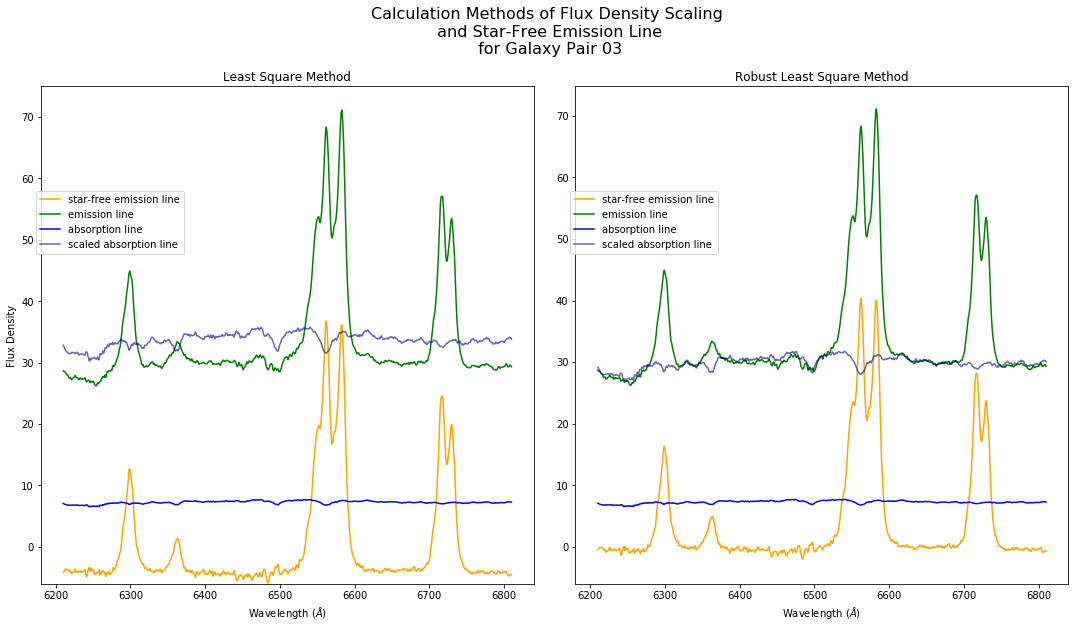 Calculation Methods of Flux Density Scaling
and Star-Free Emission Line
for Galaxy Pair 03
Least Square Method
70
60
50
40
30
20
10
0
Flux Density
star-free emission line
emission line
absorption line
scaled absorption line
6200 6300 6400 6500 6600 6700 6800
Wavelength (Å)
Robust Least Square Method
70
60
50
40
30
20
10
0
star-free emission line
emission line
absorption line
scaled absorption line
6200 6300 6400 6500 6600 6700 6800
Wavelength (Å)